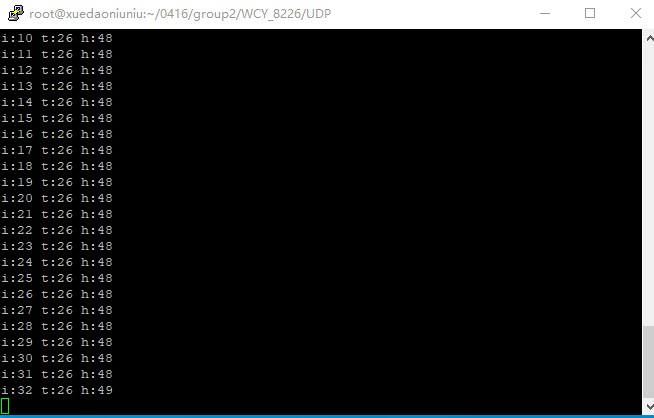 root@xuedaoniuniu:~/0416/group2/WCY_8226/UDP
i:10 t:26 h:48
i:11 t:26 h:48
i:12 t:26 h:48
i:13 t:26 h:48
i:14 t:26 h:48
i:15 t:26 h:48
i:16 t:26 h:48
i:17 t:26 h:48
i:18 t:26 h:48
i:19 t:26 h:48
i:20 t:26 h:48
i:21 t:26 h:48
i:22 t:26 h:48
i:23 t:26 h:48
i:24 t:26 h:48
i:25 t:26 h:48
i:26 t:26 h:48
i:27 t:26 h:48
i:28 t:26 h:48
i:29 t:26 h:48
i:30 t:26 h:48
i:31 t:26 h:48
i:32 t:26 h:49